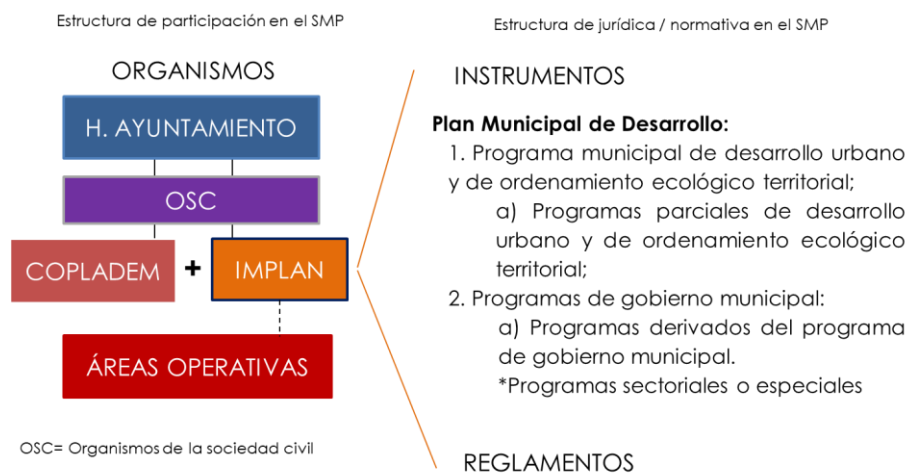 Estructura de participación en el SMP
ORGANISMOS
H. AYUNTAMIENTO
OSC
COPLADEM
+
IMPLAN
ÁREAS OPERATIVAS
OSC= Organismos de la sociedad civil
Estructura de jurídica / normativa en el SMP
INSTRUMENTOS
Plan Municipal de Desarrollo:
1. Programa municipal de desarrollo urbano
y de ordenamiento ecológico territorial;
a) Programas parciales de desarrollo
urbano y de ordenamiento ecológico
territorial;
2. Programas de gobierno municipal:
a) Programas derivados del programa
de gobierno municipal.
*Programas sectoriales o especiales
REGLAMENTOS